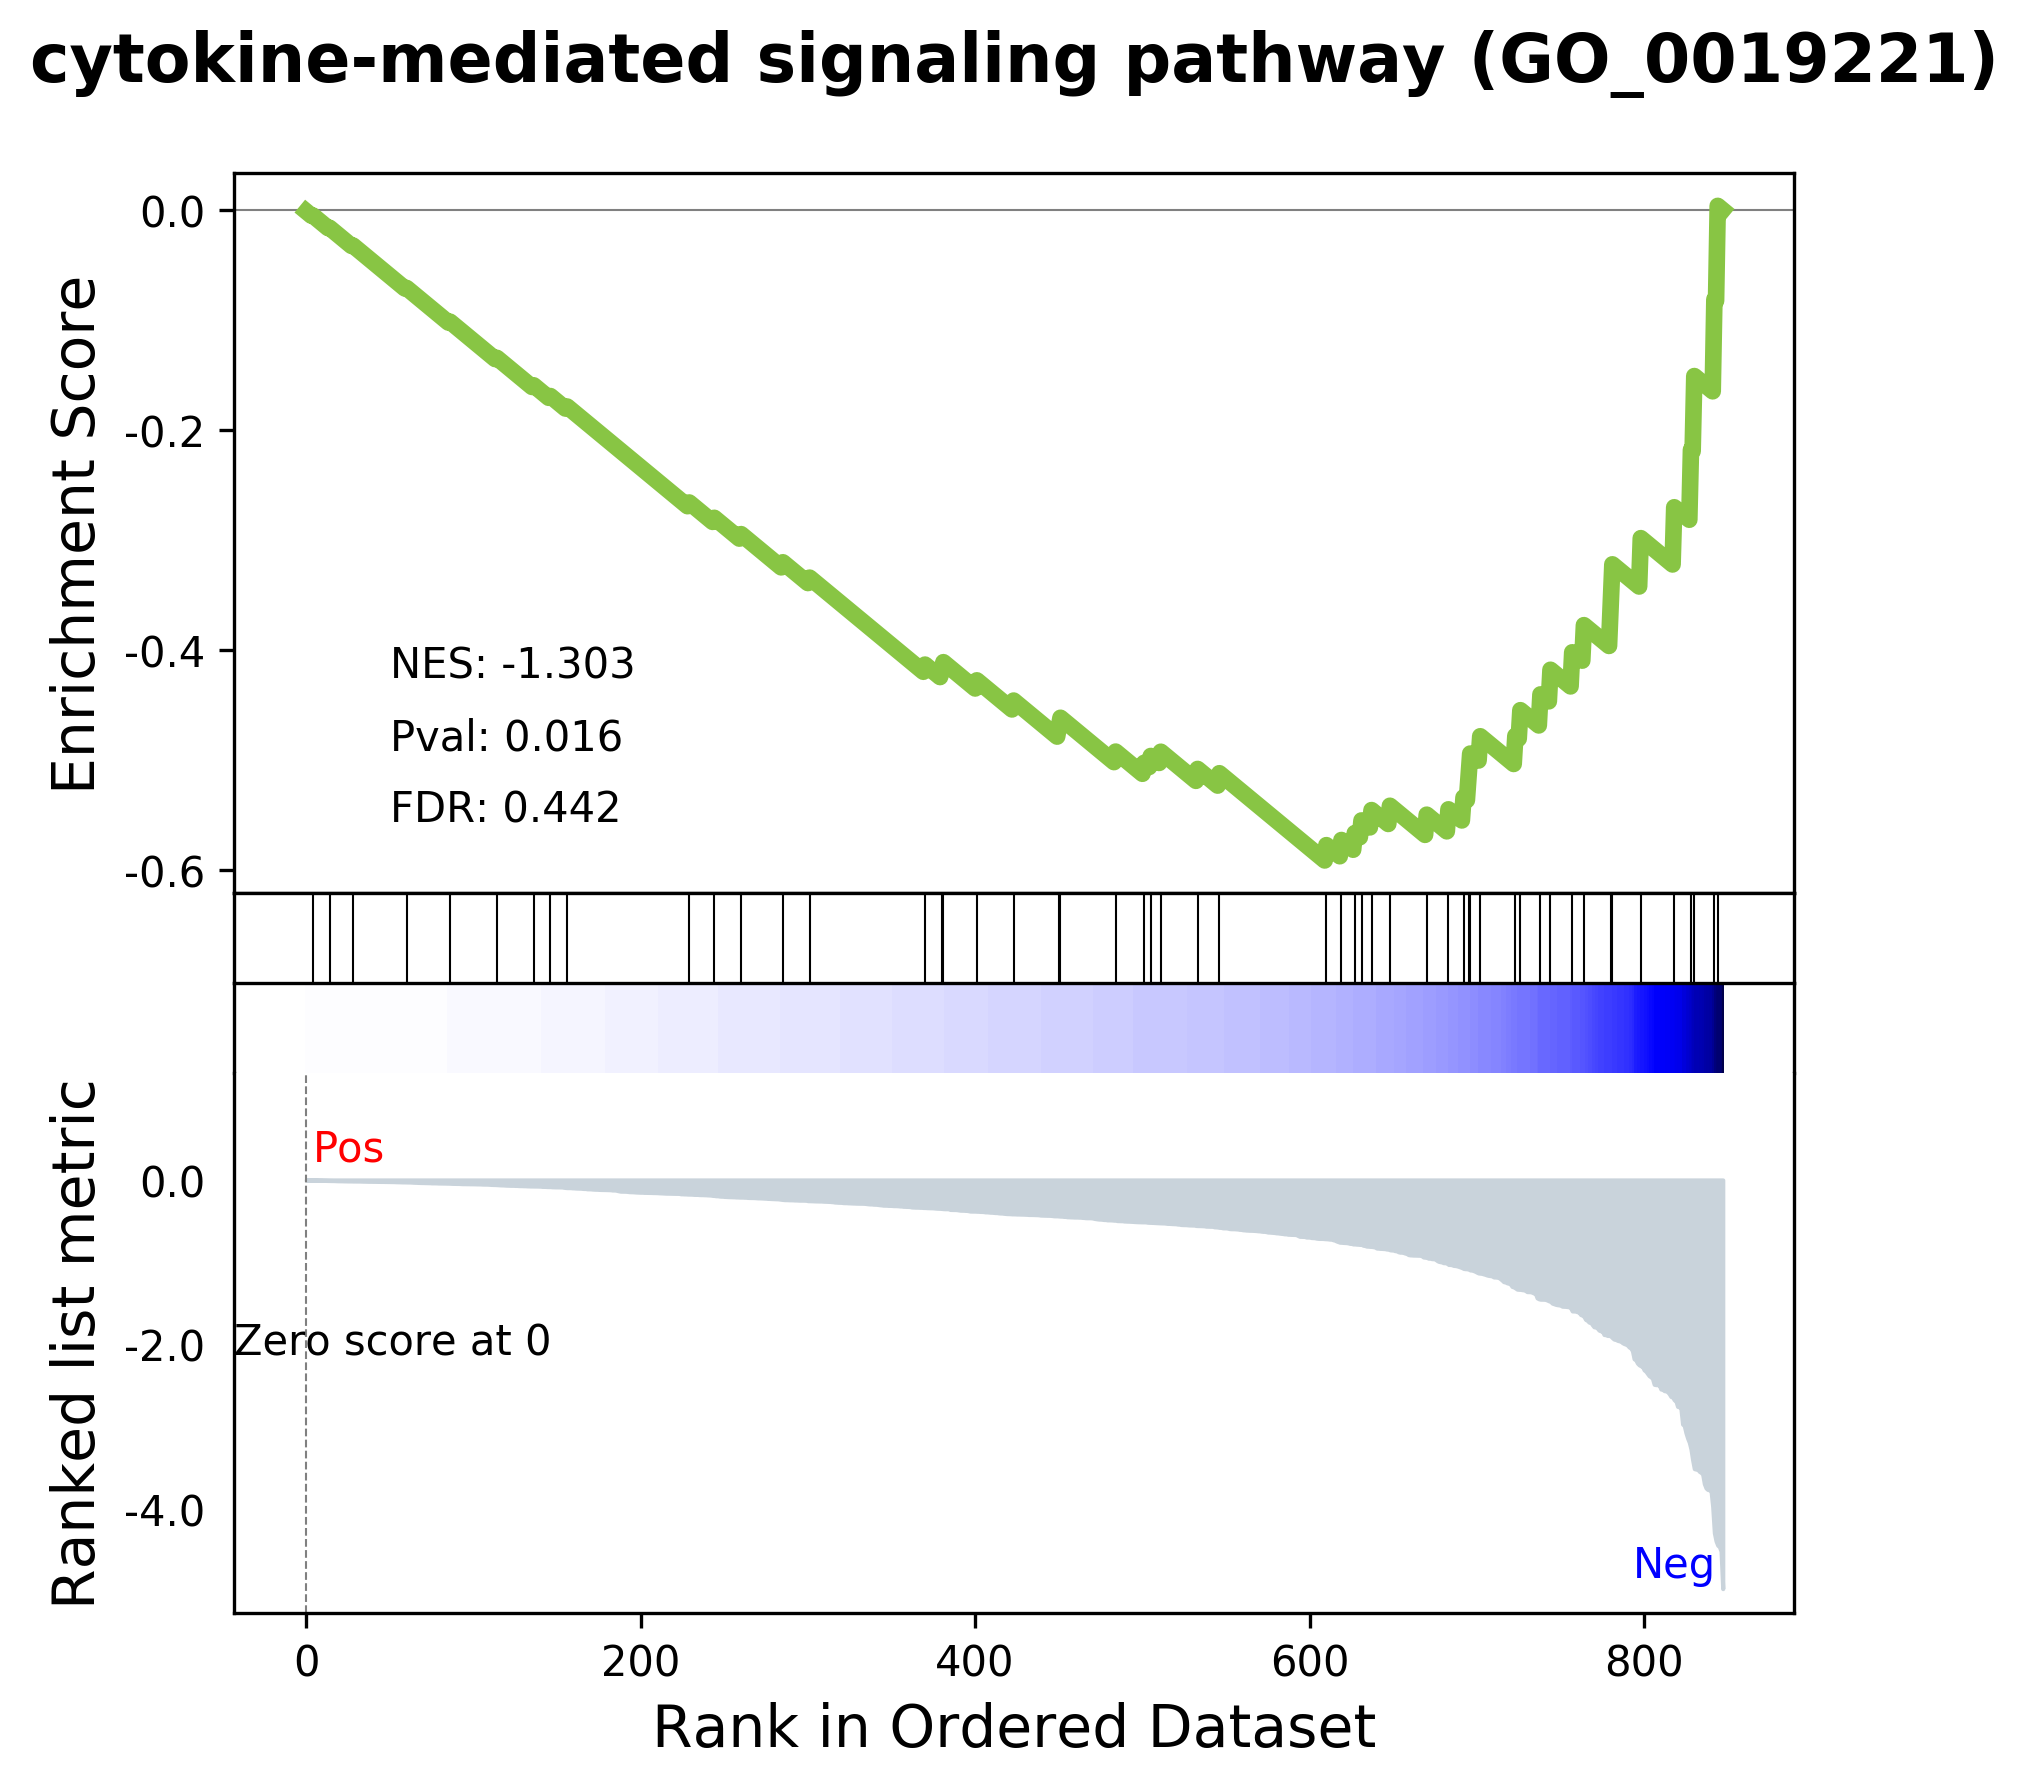 cytokine-mediated signaling pathway (GO_0019221)
Enrichment Score
0.0
-0.2
-0.4
-0.6
NES: -1.303
Pval: 0.016
FDR: 0.442
Ranked list metric
0.0
-2.0
-4.0
Pos
Zero score at 0
Neg
0 200 400 600 800
Rank in Ordered Dataset